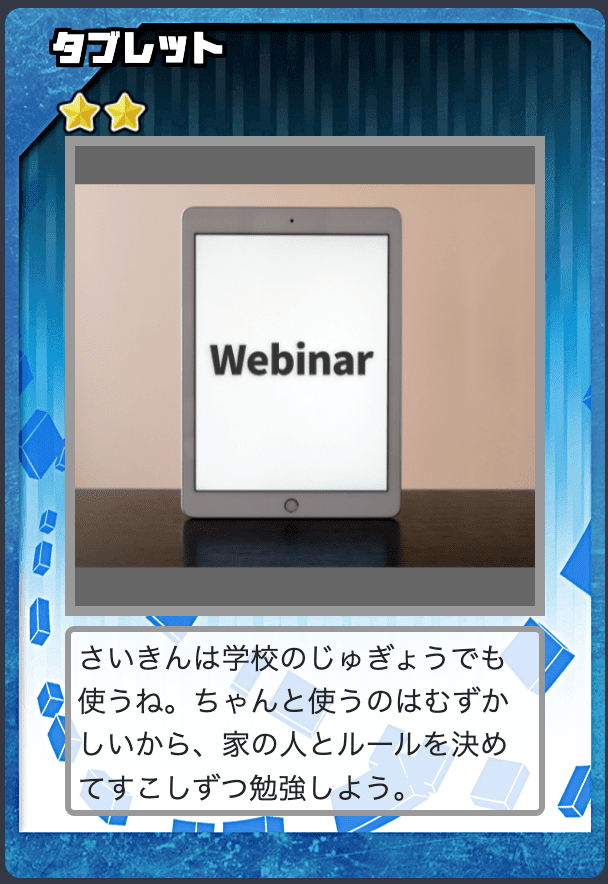 タブレット
Webinar
さいきんは学校のじゅぎょうでも
使うね。ちゃんと使うのはむずか
しいから、家の人とルールを決め
てすこしずつ勉強しよう。